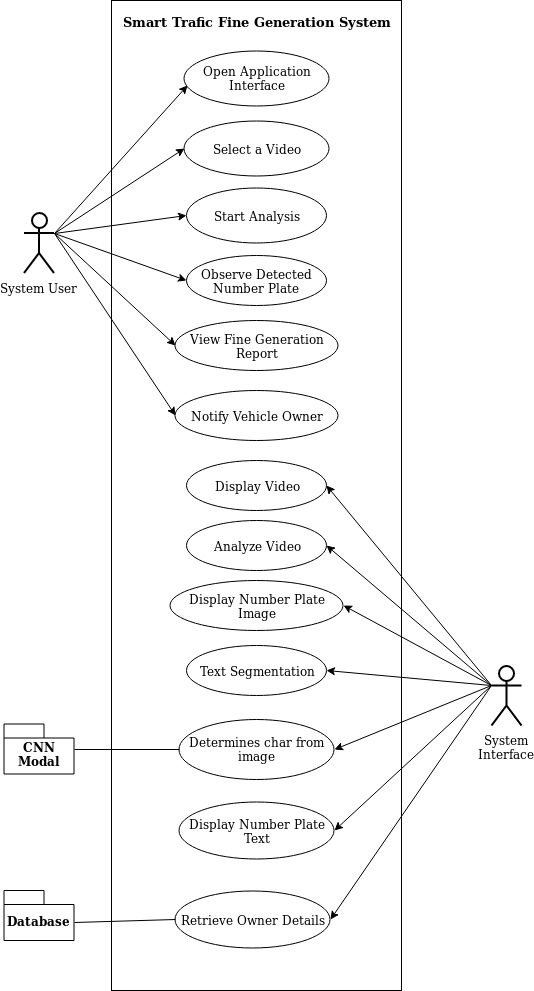 Smart Trafic Fine Generation System
Open Application
Interface
Select a Video
Start Analysis
System User
Observe Detected
Number Plate
View Fine Generation
Report
Notify Vehicle Owner
Display Video
Analyze Video
Display Number Plate
Image
Text Segmentation
System
Interface
CNN
Modal
Determines char from
image
Display Number Plate
Text
Database
Retrieve Owner Details